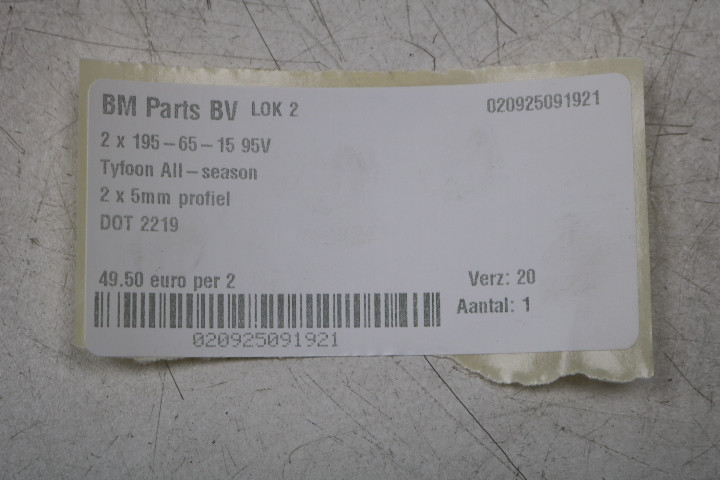 BM Parts BV LOK 2 020925091921
2 x 195-65-15 95V
Tyfoon All-season
2 x 5mm profiel
DOT 2219
49.50 euro per 2 Verz: 20
Aantal: 1
020925091921